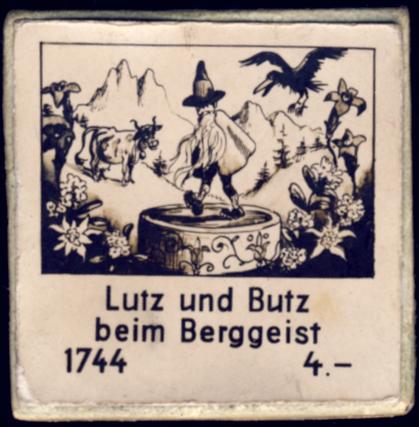 Lutz und Butz
beim Berggeist
1744 4.–